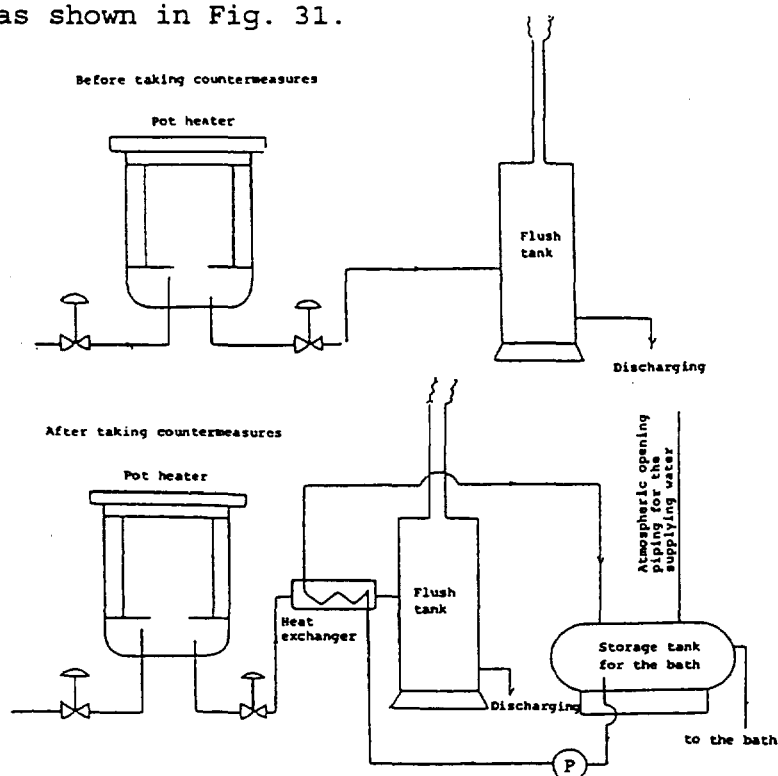 as shown in Fig. 31.
Before taking countermeasures
Pot heater
Flush
tank
Discharging
After taking countermeasures
Pot heater
Heat
exchanger
Flush
tank
Discharging
Atmospheric opening
piping for the
supplying water
Storage tank
for the bath
to the bath
P